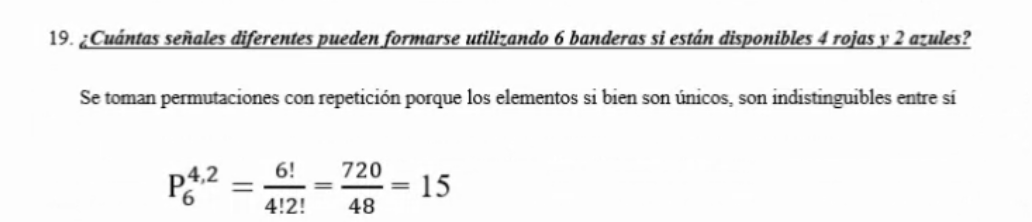 19. ¿Cuántas señales diferentes pueden formarse utilizando 6 banderas si están disponibles 4 rojas y 2 azules?
Se toman permutaciones con repetición porque los elementos si bien son únicos, son indistinguibles entre sí
P₆⁴,² = 6!/4!2! = 720/48 = 15